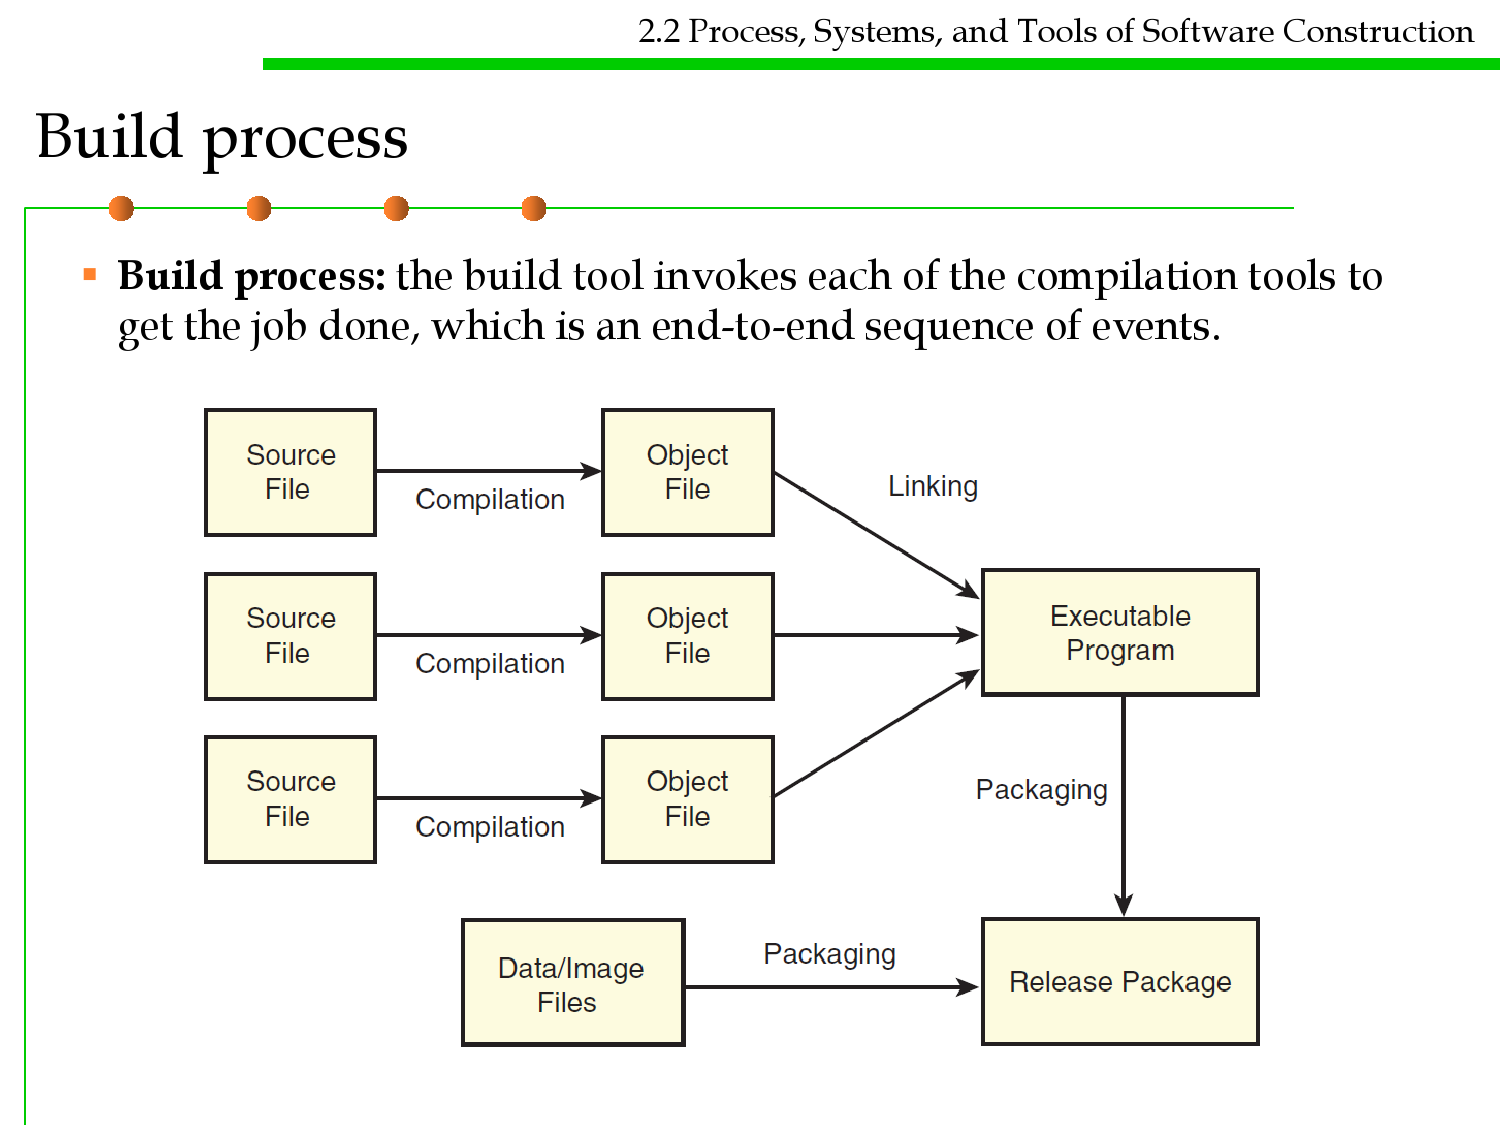 2.2 Process, Systems, and Tools of Software Construction
Build process
Build process: the build tool invokes each of the compilation tools to
get the job done, which is an end-to-end sequence of events.
Source
File
Compilation
Object
File
Linking
Source
File
Compilation
Object
File
Executable
Program
Source
File
Compilation
Object
File
Packaging
Data/Image
Files
Packaging
Release Package